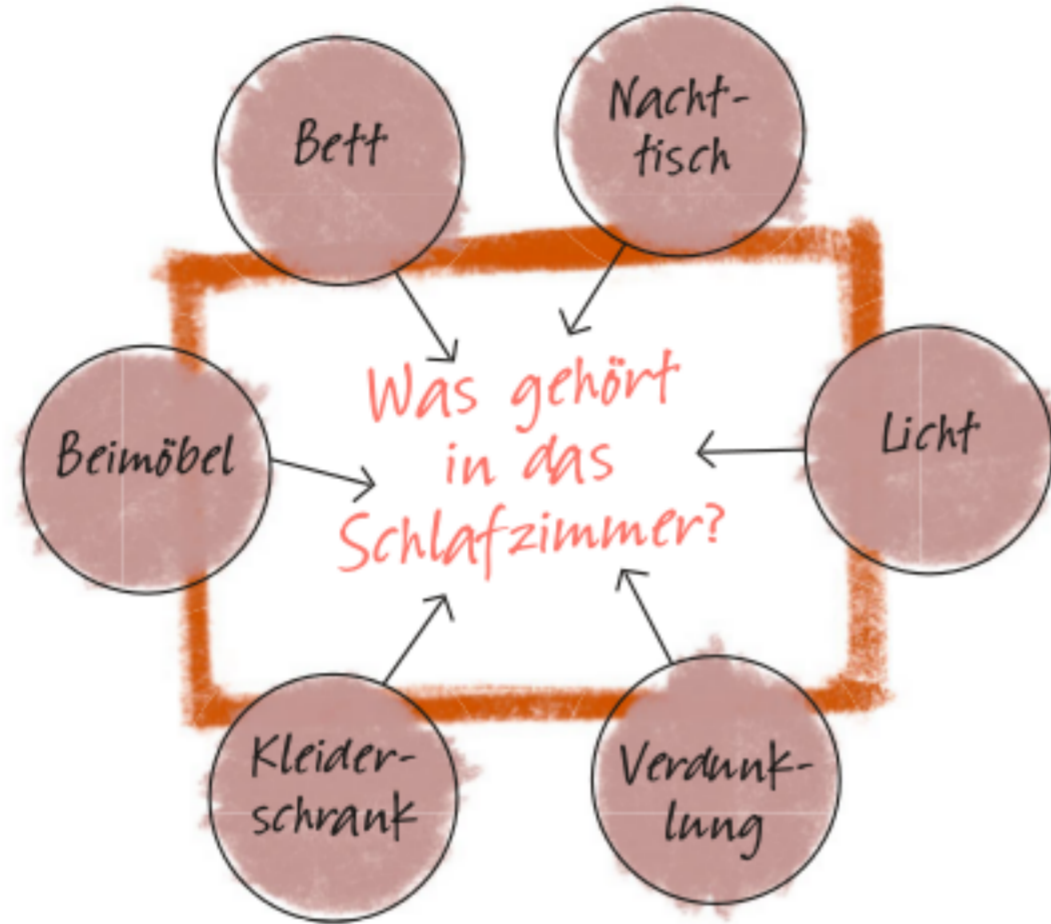 Bett
Nacht-
tisch
Was gehört
in das
Schlafzimmer?
Beimöbel
Licht
Kleider-
schrank
Verdunk-
lung